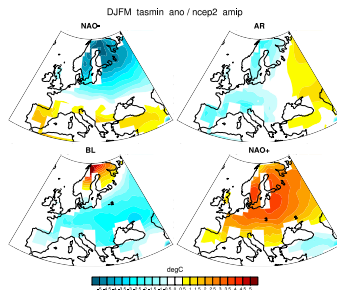 DJFM tasmin ano / ncep2 amip
NAO-
AR
BL
NAO+
degC